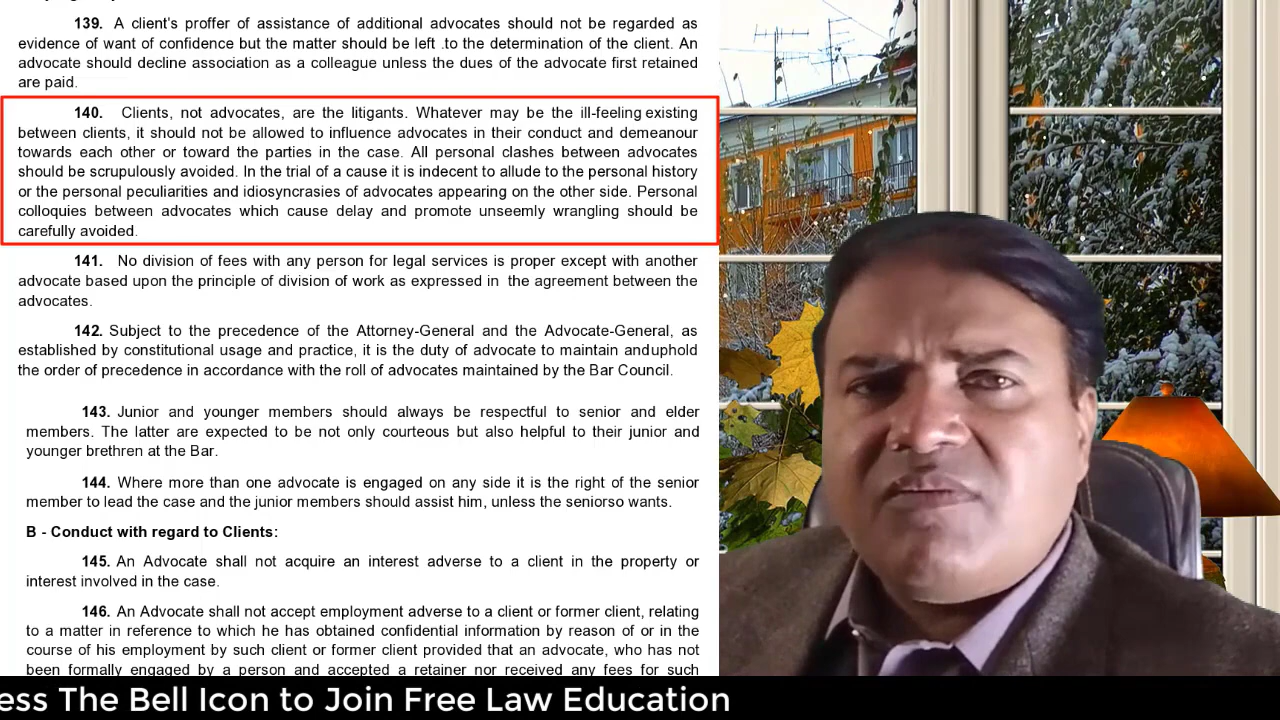 139. A client's proffer of assistance of additional advocates should not be regarded as
evidence of want of confidence but the matter should be left .to the determination of the client. An
advocate should decline association as a colleague unless the dues of the advocate first retained
are paid.
140. Clients, not advocates, are the litigants. Whatever may be the ill-feeling existing
between clients, it should not be allowed to influence advocates in their conduct and demeanour
towards each other or toward the parties in the case. All personal clashes between advocates
should be scrupulously avoided. In the trial of a cause it is indecent to allude to the personal history
or the personal peculiarities and idiosyncrasies of advocates appearing on the other side. Personal
colloquies between advocates which cause delay and promote unseemly wrangling should be
carefully avoided.
141. No division of fees with any person for legal services is proper except with another
advocate based upon the principle of division of work as expressed in the agreement between the
advocates.
142. Subject to the precedence of the Attorney-General and the Advocate-General, as
established by constitutional usage and practice, it is the duty of advocate to maintain anduphold
the order of precedence in accordance with the roll of advocates maintained by the Bar Council.
143. Junior and younger members should always be respectful to senior and elder
members. The latter are expected to be not only courteous but also helpful to their junior and
younger brethren at the Bar.
144. Where more than one advocate is engaged on any side it is the right of the senior
member to lead the case and the junior members should assist him, unless the seniorso wants.
B - Conduct with regard to Clients:
145. An Advocate shall not acquire an interest adverse to a client in the property or
interest involved in the case.
146. An Advocate shall not accept employment adverse to a client or former client, relating
to a matter in reference to which he has obtained confidential information by reason of or in the
course of his employment by such client or former client provided that an advocate, who has not
been formally engaged by a person and accepted a retainer nor received any fees for such
ess The Bell Icon to Join Free Law Education